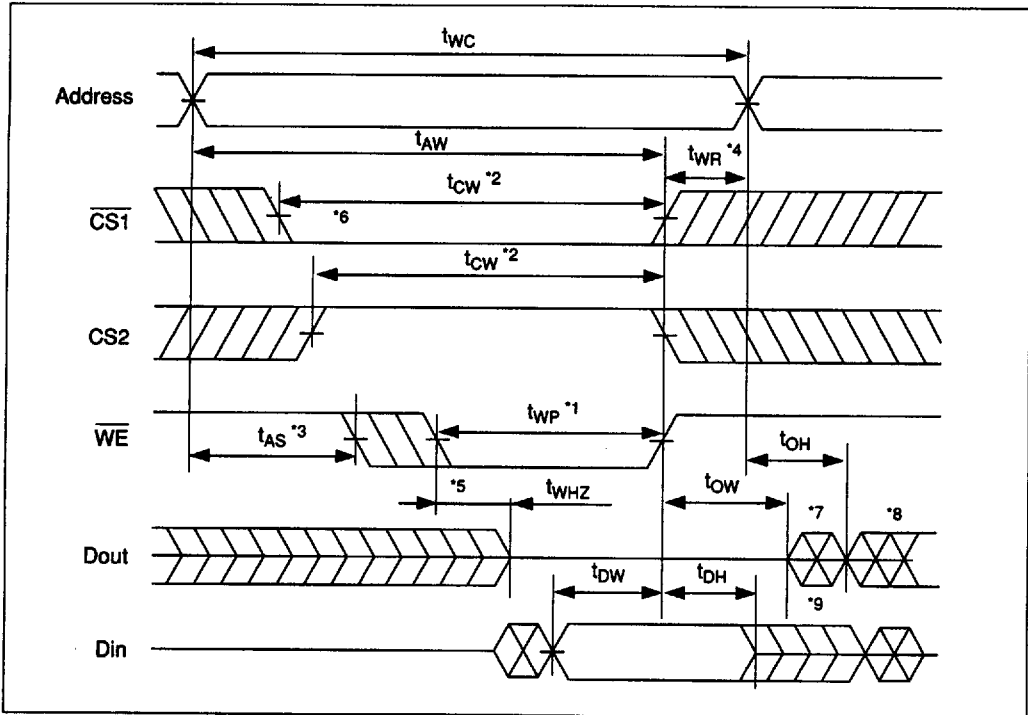 tWC
Address
tAW
tWR *4
tCW *2
CS1
*6
tCW *2
CS2
WE
tAS *3
tWP *1
tOH
*5
tWHZ
tOW
*7
*8
Dout
tDW
tDH
*9
Din